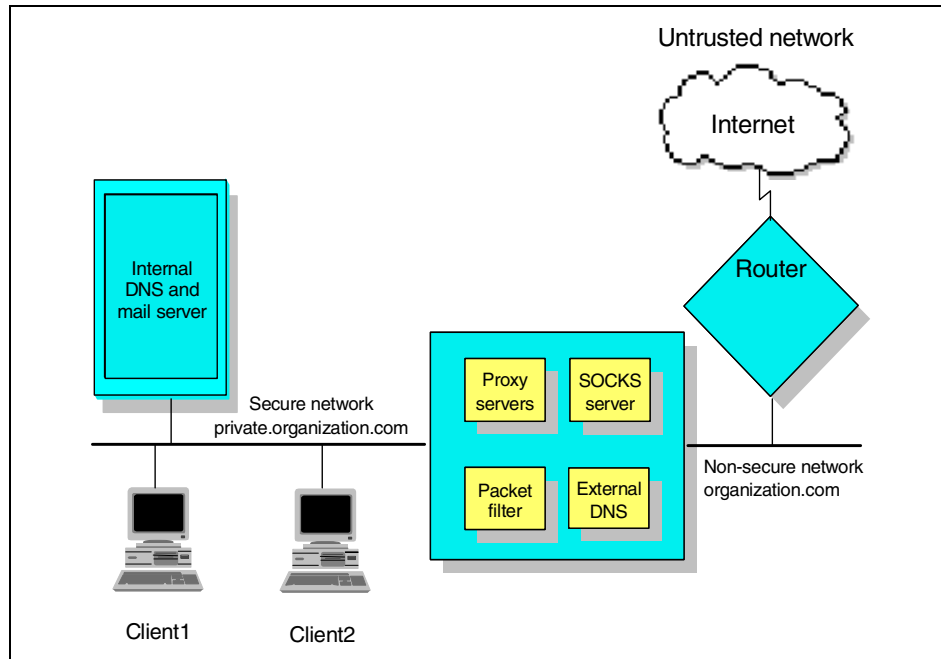 Untrusted network
Internet
Router
Internal
DNS and
mail server
Proxy
servers
SOCKS
server
Secure network
private.organization.com
Packet
filter
External
DNS
Non-secure network
organization.com
Client1
Client2